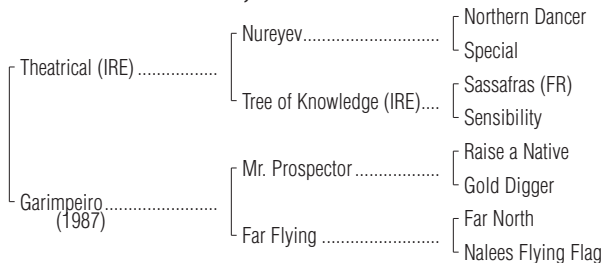 Northern Dancer
Nureyev
Special
Theatrical (IRE)
Sassafras (FR)
Tree of Knowledge (IRE)
Sensibility
Raise a Native
Mr. Prospector
Gold Digger
Garimpeiro
(1987)
Far North
Far Flying
Nalees Flying Flag